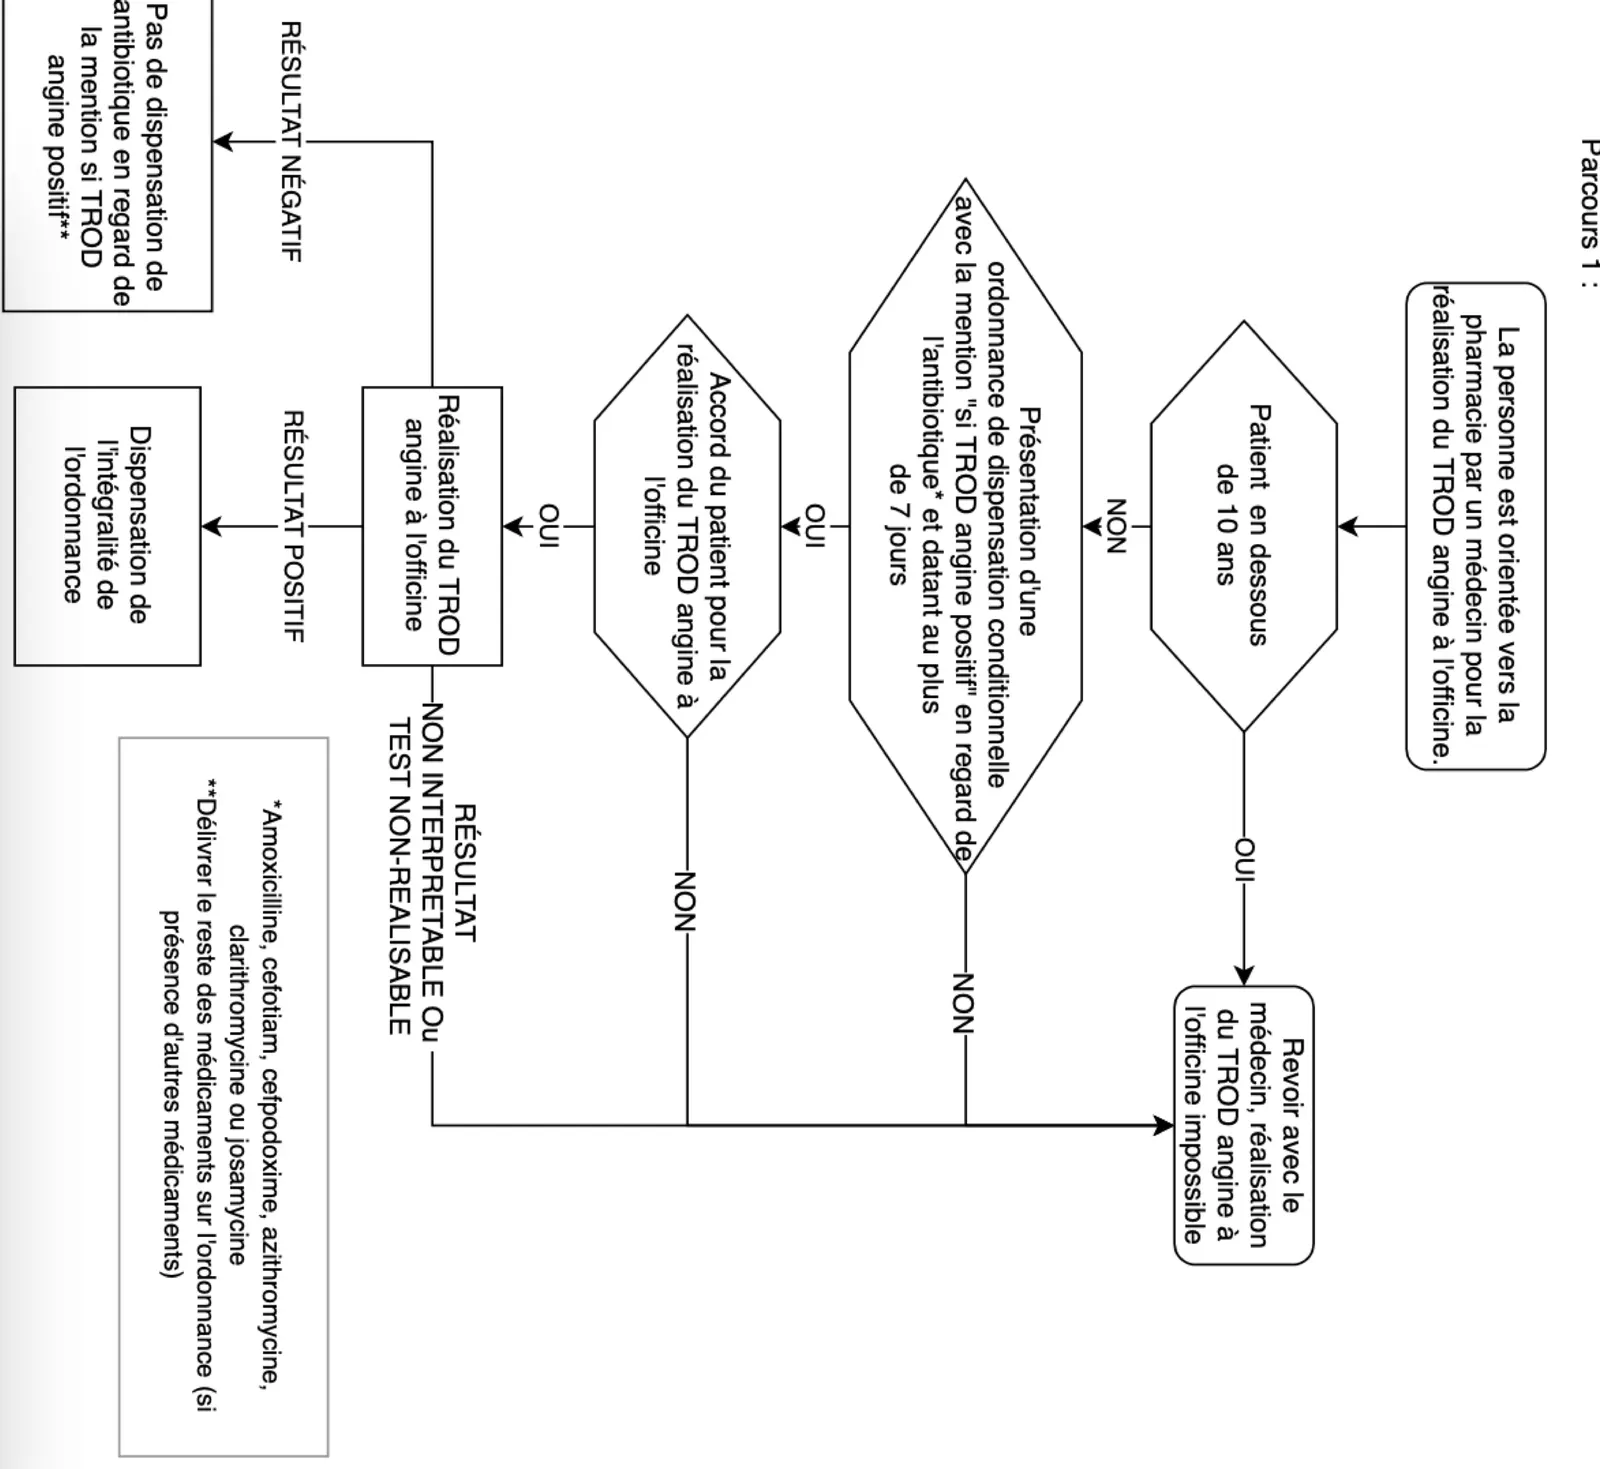 Parcours 1 :
La personne est orientée vers la
pharmacie par un médecin pour la
réalisation du TROD angine à l'officine.
Patient en dessous
de 10 ans
OUI
Revoir avec le
médecin, réalisation
du TROD angine à
l'officine impossible
NON
Présentation d'une
ordonnance de dispensation conditionnelle
avec la mention "si TROD angine positif" en regard de
l'antibiotique* et datant au plus
de 7 jours
NON
OUI
Accord du patient pour la
réalisation du TROD angine à
l'officine
NON
OUI
Réalisation du TROD
angine à l'officine
RÉSULTAT
NON INTERPRETABLE Ou
TEST NON-REALISABLE
RÉSULTAT NÉGATIF
RÉSULTAT POSITIF
Pas de dispensation de
antibiotique en regard de
la mention si TROD
angine positif**
Dispensation de
l'intégralité de
l'ordonnance
*Amoxicilline, cefotiam, cefpodoxime, azithromycine,
clarithromycine ou josamycine
**Délivrer le reste des médicaments sur l'ordonnance (si
présence d'autres médicaments)